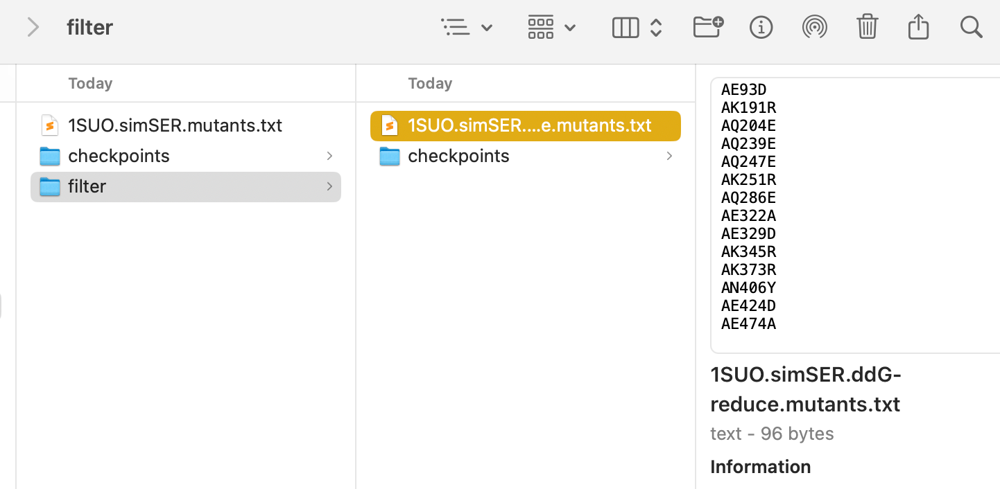 filter
Today
1SUO.simSER.mutants.txt
checkpoints
filter
Today
1SUO.simSER....e.mutants.txt
checkpoints
AE93D
AK191R
AQ204E
AQ239E
AQ247E
AK251R
AQ286E
AE322A
AE329D
AK345R
AK373R
AN406Y
AE424D
AE474A
1SUO.simSER.ddG-
reduce.mutants.txt
text - 96 bytes
Information